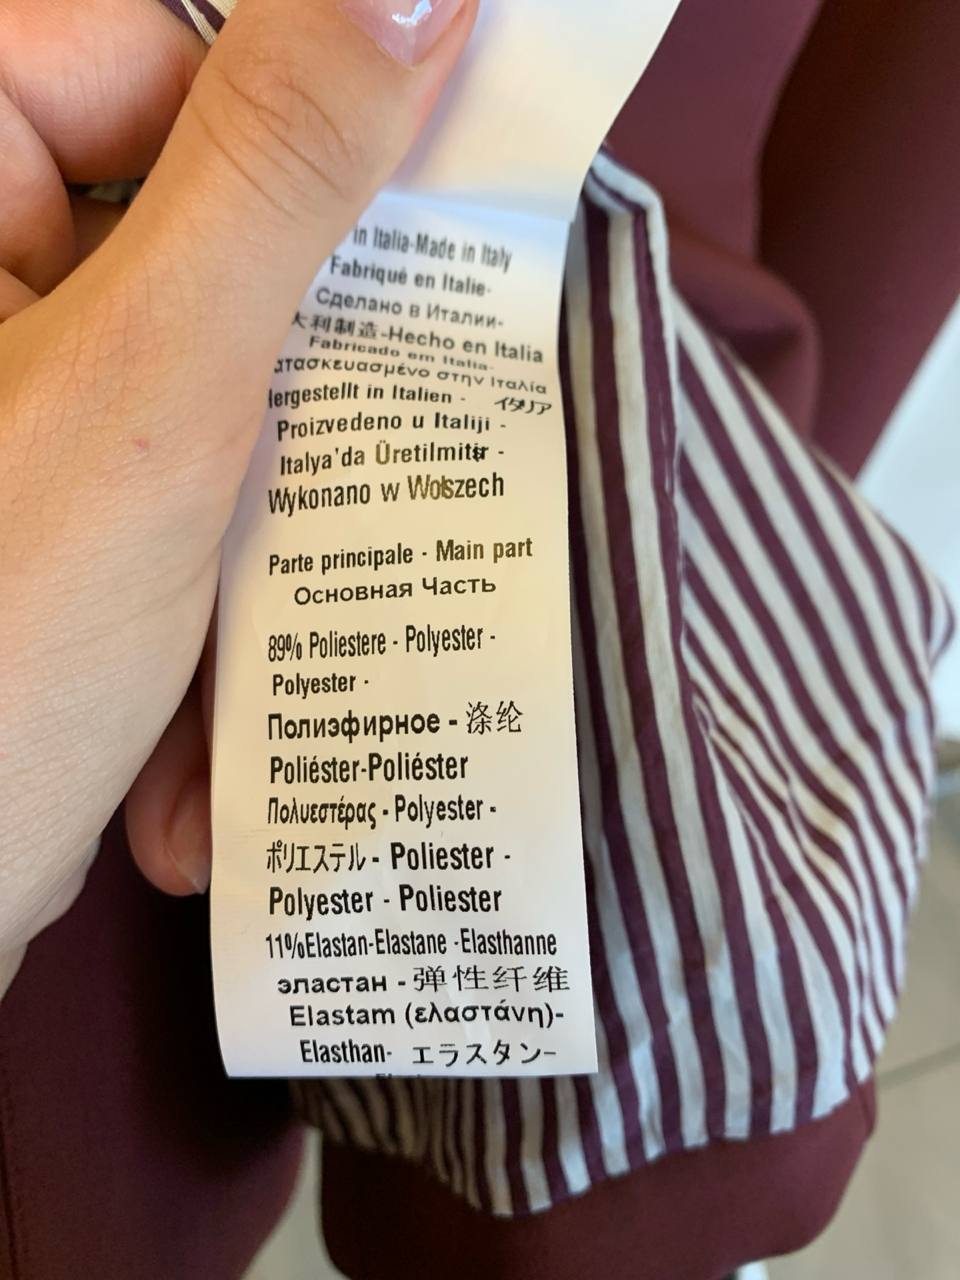 in Italia-Made in Italy
Fabriqué en Italie-
Сделано в Италии-
大利制造-Hecho en Italia
Fabricado em Italia-
ατασκευασμένο στην Ιταλία
Hergestellt in Italien - イタリア
Proizvedeno u Italiji -
Italya'da Üretilmitir -
Wykonano w Wolszech
Parte principale - Main part
Основная Часть
89% Poliestere - Polyester -
Polyester -
Полиэфирное - 涤纶
Poliéster-Poliéster
Πολυεστέρας - Polyester -
ポリエステル - Poliester -
Polyester - Poliester
11%Elastan-Elastane -Elasthanne
эластан - 弹性纤维
Elastam (ελαστάνη)-
Elasthan- エラスタン-